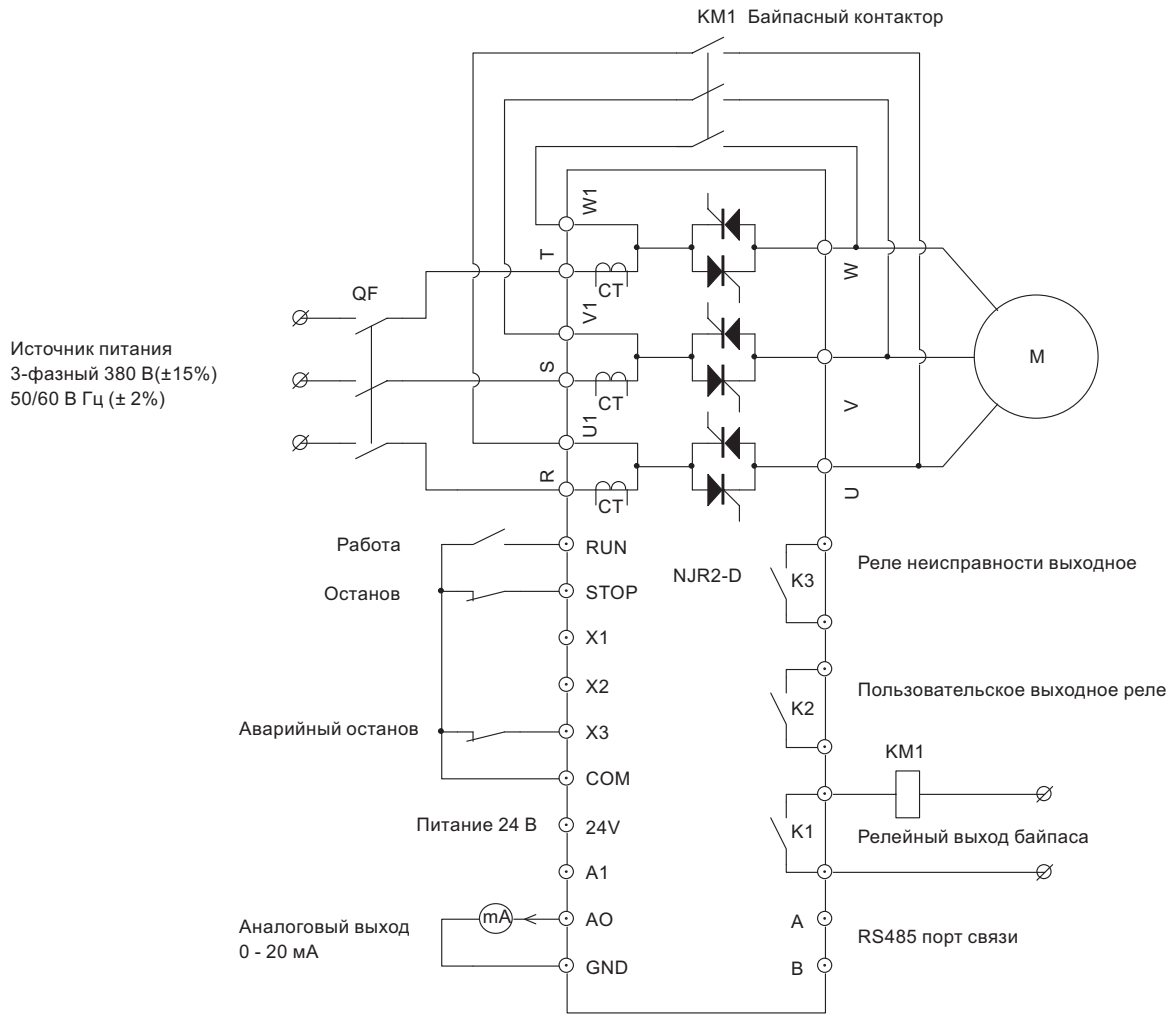 KM1 Байпасный контактор
W1
T
CT
W
QF
V1
Источник питания
3-фазный 380 В(±15%)
50/60 В Гц (± 2%)
S
CT
V
M
U1
R
CT
U
Работа
RUN
NJR2-D
K3
Реле неисправности выходное
Останов
STOP
X1
X2
K2
Пользовательское выходное реле
Аварийный останов
X3
KM1
COM
Питание 24 В
24V
K1
Релейный выход байпаса
A1
Аналоговый выход
0 - 20 мА
mA
AO
A
RS485 порт связи
GND
B